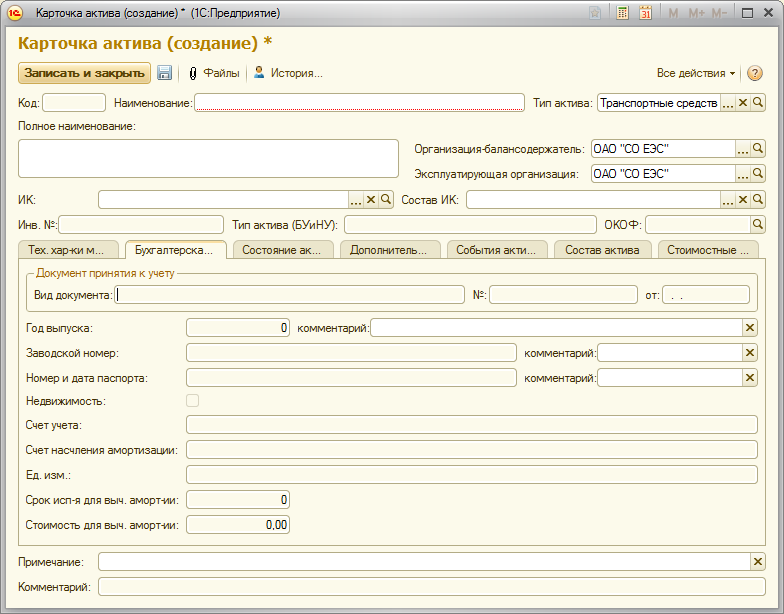 Карточка актива (создание) * (1С:Предприятие)
31 M M+ M-
Карточка актива (создание) *
Записать и закрыть Файлы История... Все действия ?
Код: Наименование: Тип актива: Транспортные средств ...
Полное наименование:
Организация-балансодержатель: ОАО "СО ЕЭС" ...
Эксплуатирующая организация: ОАО "СО ЕЭС" ...
ИК: ... Состав ИК: ...
Инв. №: Тип актива (БУиНУ): ОКОФ:
Тех. хар-ки м... Бухгалтерска... Состояние ак... Дополнитель... События акти... Состав актива Стоимостные ...
Документ принятия к учету
Вид документа: №: от: . .
Год выпуска: 0 комментарий:
Заводской номер: комментарий:
Номер и дата паспорта: комментарий:
Недвижимость:
Счет учета:
Счет насчления амортизации:
Ед. изм.:
Срок исп-я для выч. аморт-ии: 0
Стоимость для выч. аморт-ии: 0,00
Примечание:
Комментарий: